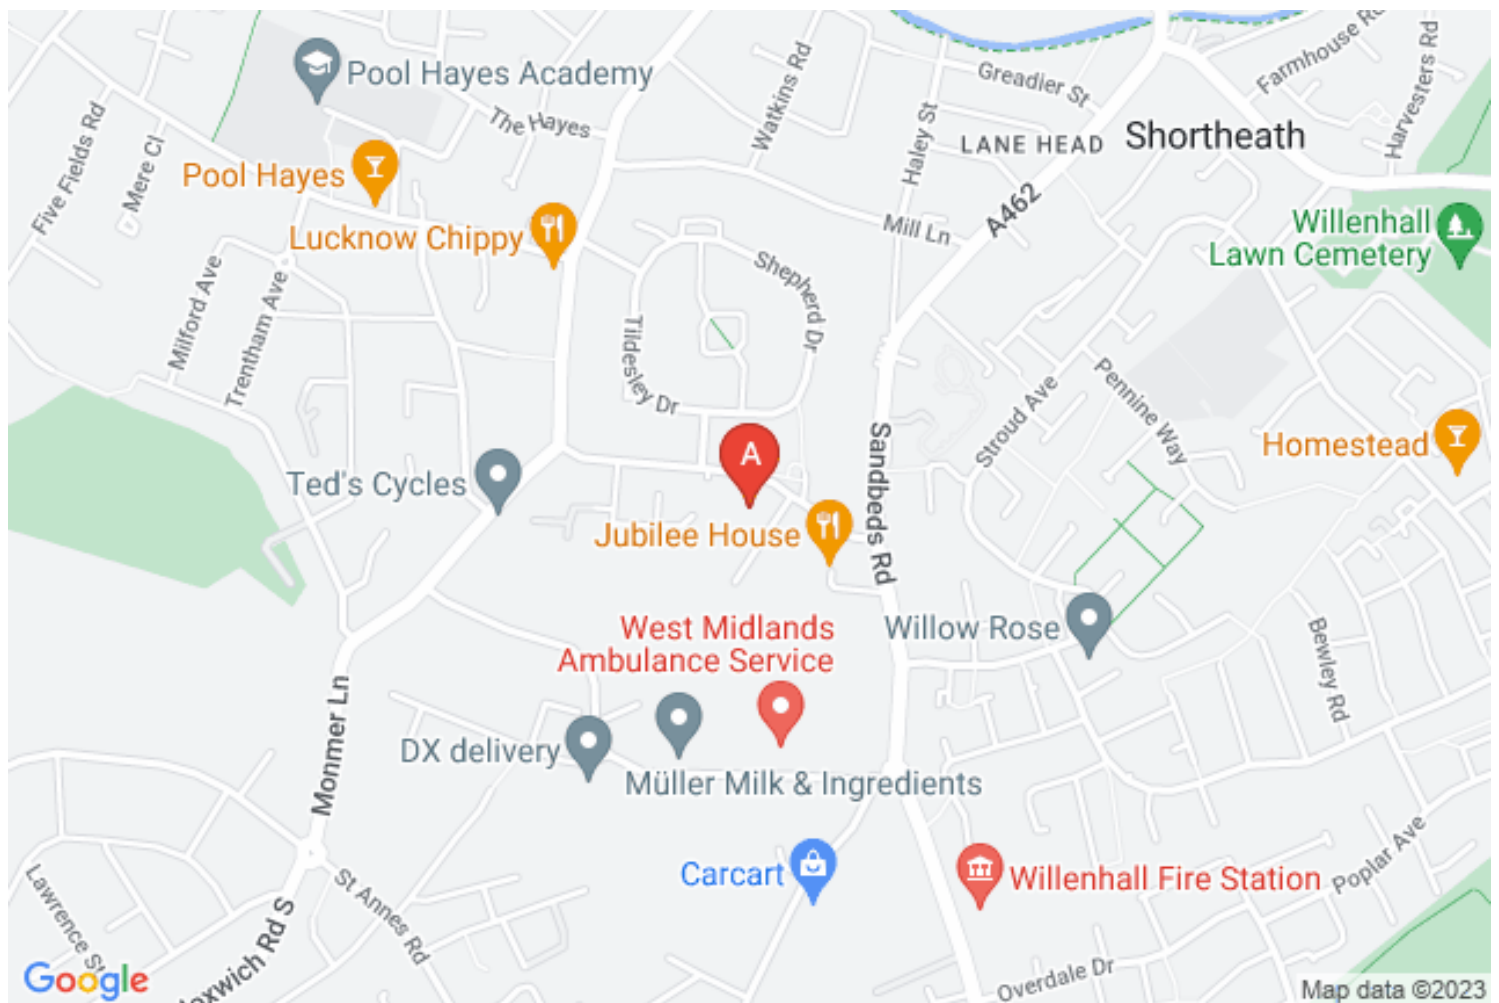 Farmhouse Rd
Greadier St
Watkins Rd
Harvesters Rd
Pool Hayes Academy
The Hayes
Haley St
LANE HEAD
Shortheath
Five Fields Rd
Mere Cl
Pool Hayes
A462
Willenhall
Lawn Cemetery
Lucknow Chippy
Mill Ln
Shepherd Dr
Milford Ave
Trentham Ave
Tildesley Dr
Pennine Way
Stroud Ave
Sandbeds Rd
Homestead
A
Ted's Cycles
Jubilee House
West Midlands
Ambulance Service
Willow Rose
Bewley Rd
Monmer Ln
DX delivery
Müller Milk & Ingredients
Carcart
Willenhall Fire Station
Poplar Ave
Lawrence St
St Annes Rd
oxwich Rd S
Overdale Dr
Google
Map data ©2023